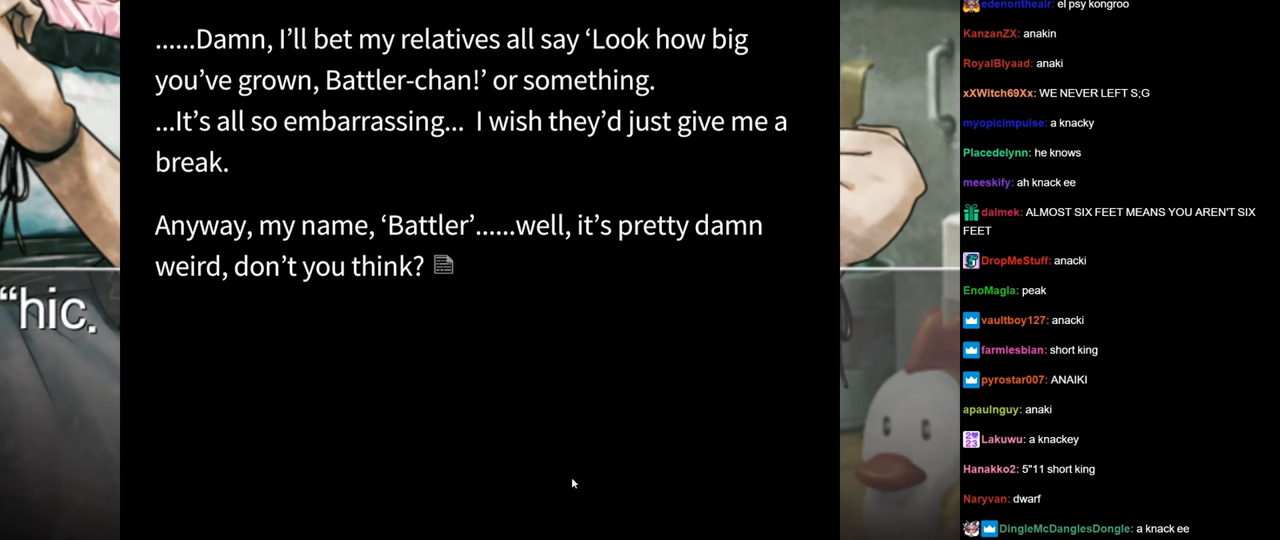 ......Damn, I’ll bet my relatives all say ‘Look how big
you’ve grown, Battler-chan!’ or something.
...It’s all so embarrassing... I wish they’d just give me a
break.
Anyway, my name, ‘Battler’......well, it’s pretty damn
weird, don’t you think?
“hic.
edenontheair: el psy kongroo
KanzanZX: anakin
RoyalBlyaad: anaki
xXWitch69Xx: WE NEVER LEFT S;G
myopicimpulse: a knacky
Placedelynn: he knows
meeskify: ah knack ee
dalmek: ALMOST SIX FEET MEANS YOU AREN'T SIX
FEET
DropMeStuff: anacki
EnoMagla: peak
vaultboy127: anacki
farmlesbian: short king
pyrostar007: ANAIKI
apaulnguy: anaki
Lakuwu: a knackey
Hanakko2: 5"11 short king
Naryvan: dwarf
DingleMcDanglesDongle: a knack ee